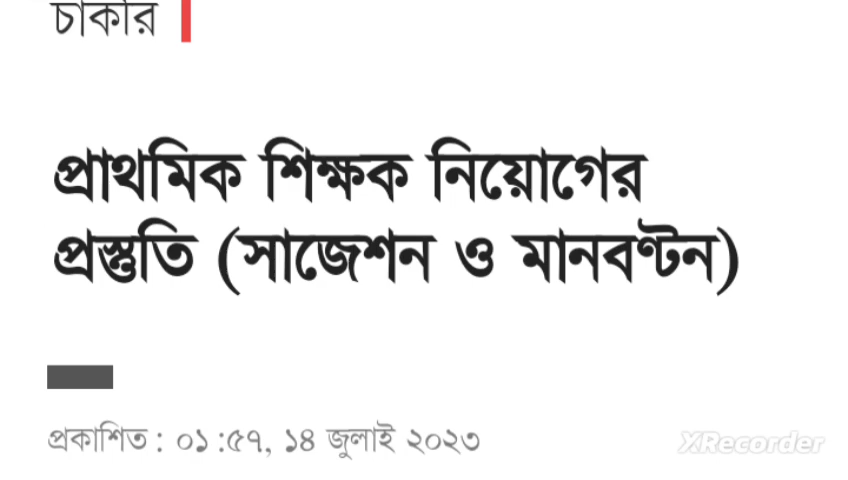 চাকরি
প্রাথমিক শিক্ষক নিয়োগের
প্রস্তুতি (সাজেশন ও মানবণ্টন)
প্রকাশিত : ০১ :৫৭, ১৪ জুলাই ২০২৩
XRecorder